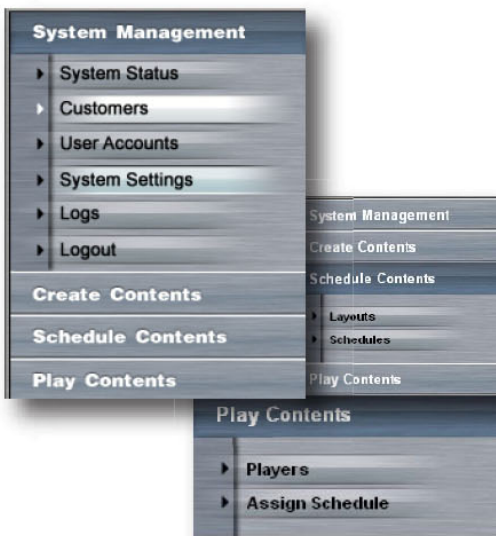 System Management
System Status
Customers
User Accounts
System Settings
Logs
Logout
Create Contents
Schedule Contents
Play Contents
System Management
Create Contents
Schedule Contents
Layouts
Schedules
Play Contents
Play Contents
Players
Assign Schedule